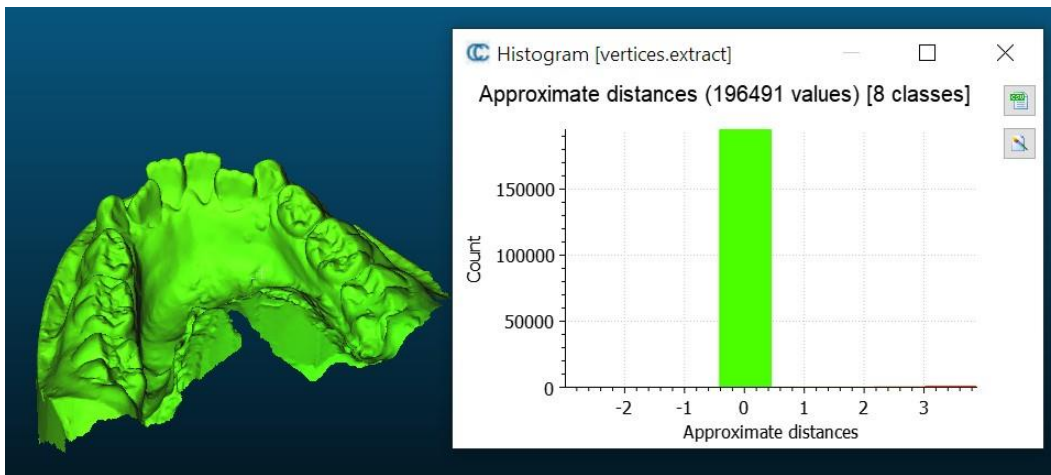 Histogram [vertices.extract]
Approximate distances (196491 values) [8 classes]
CSV
150000
100000
50000
0
Count
-2 -1 0 1 2 3
Approximate distances